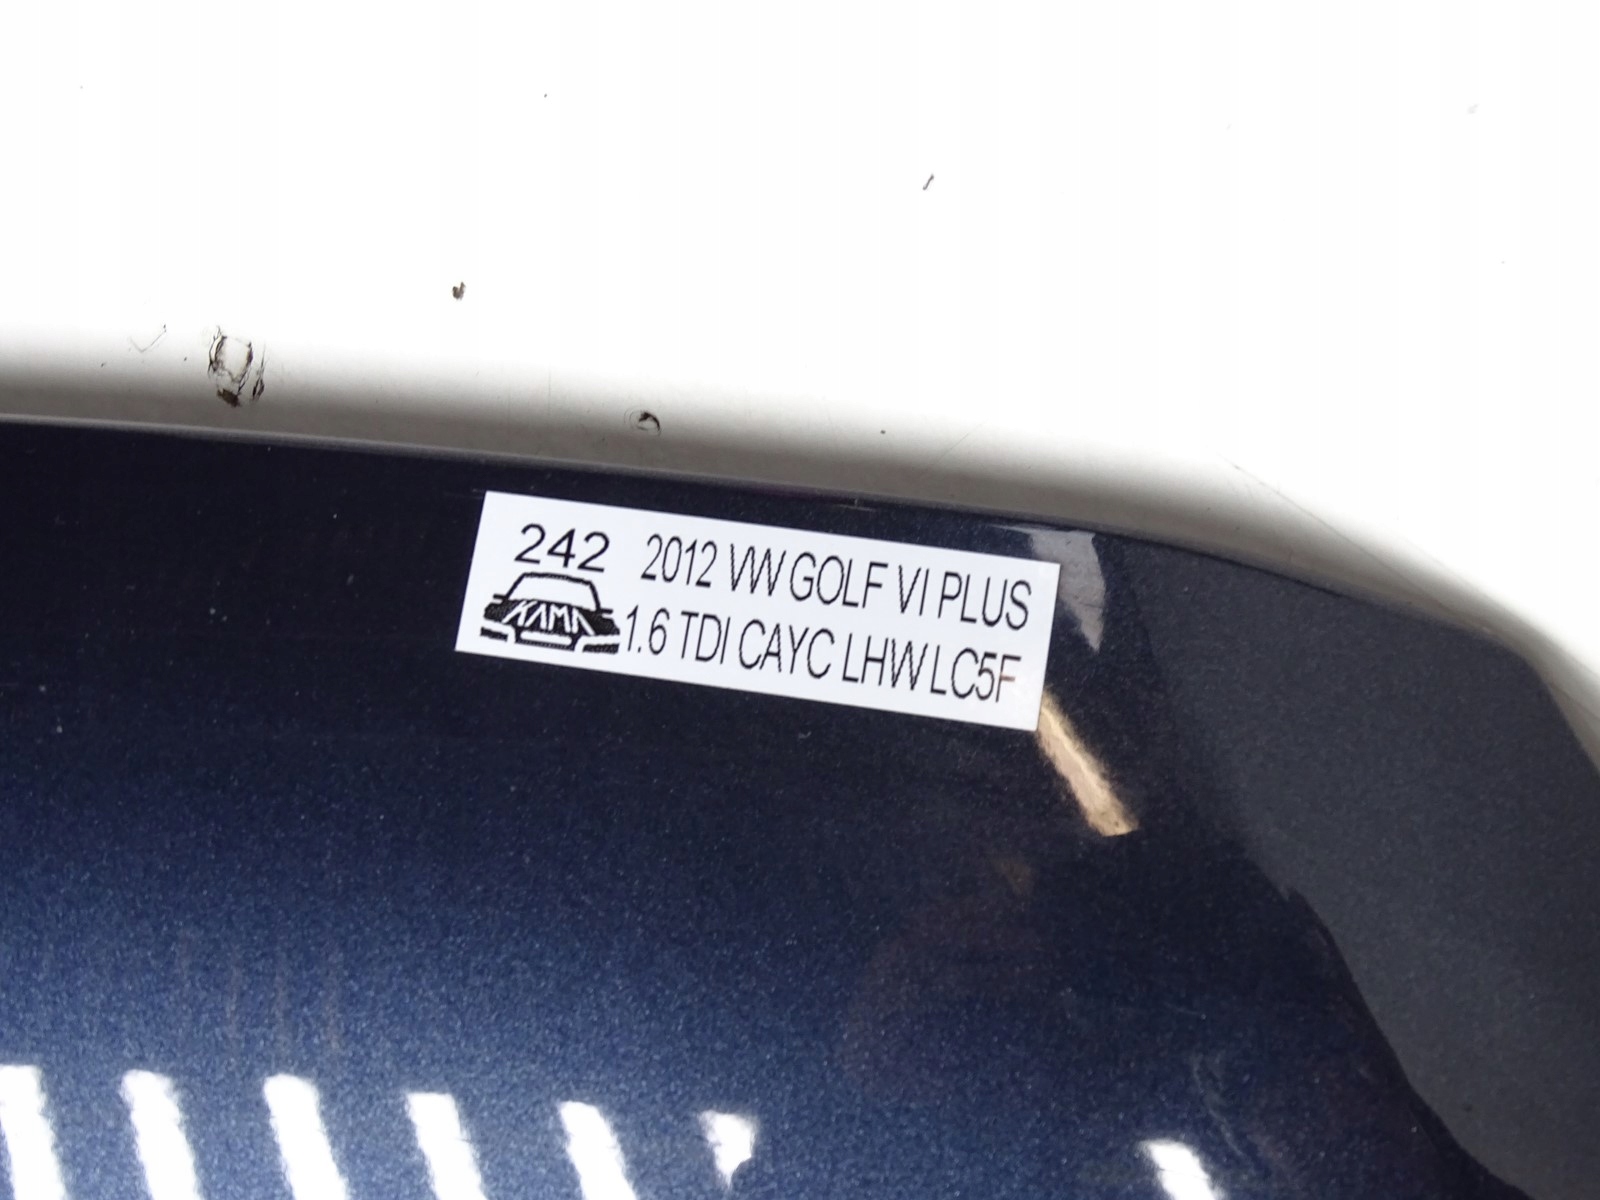 242
KAMA
2012 VW GOLF VI PLUS
1.6 TDI CAYC LHW LC5F